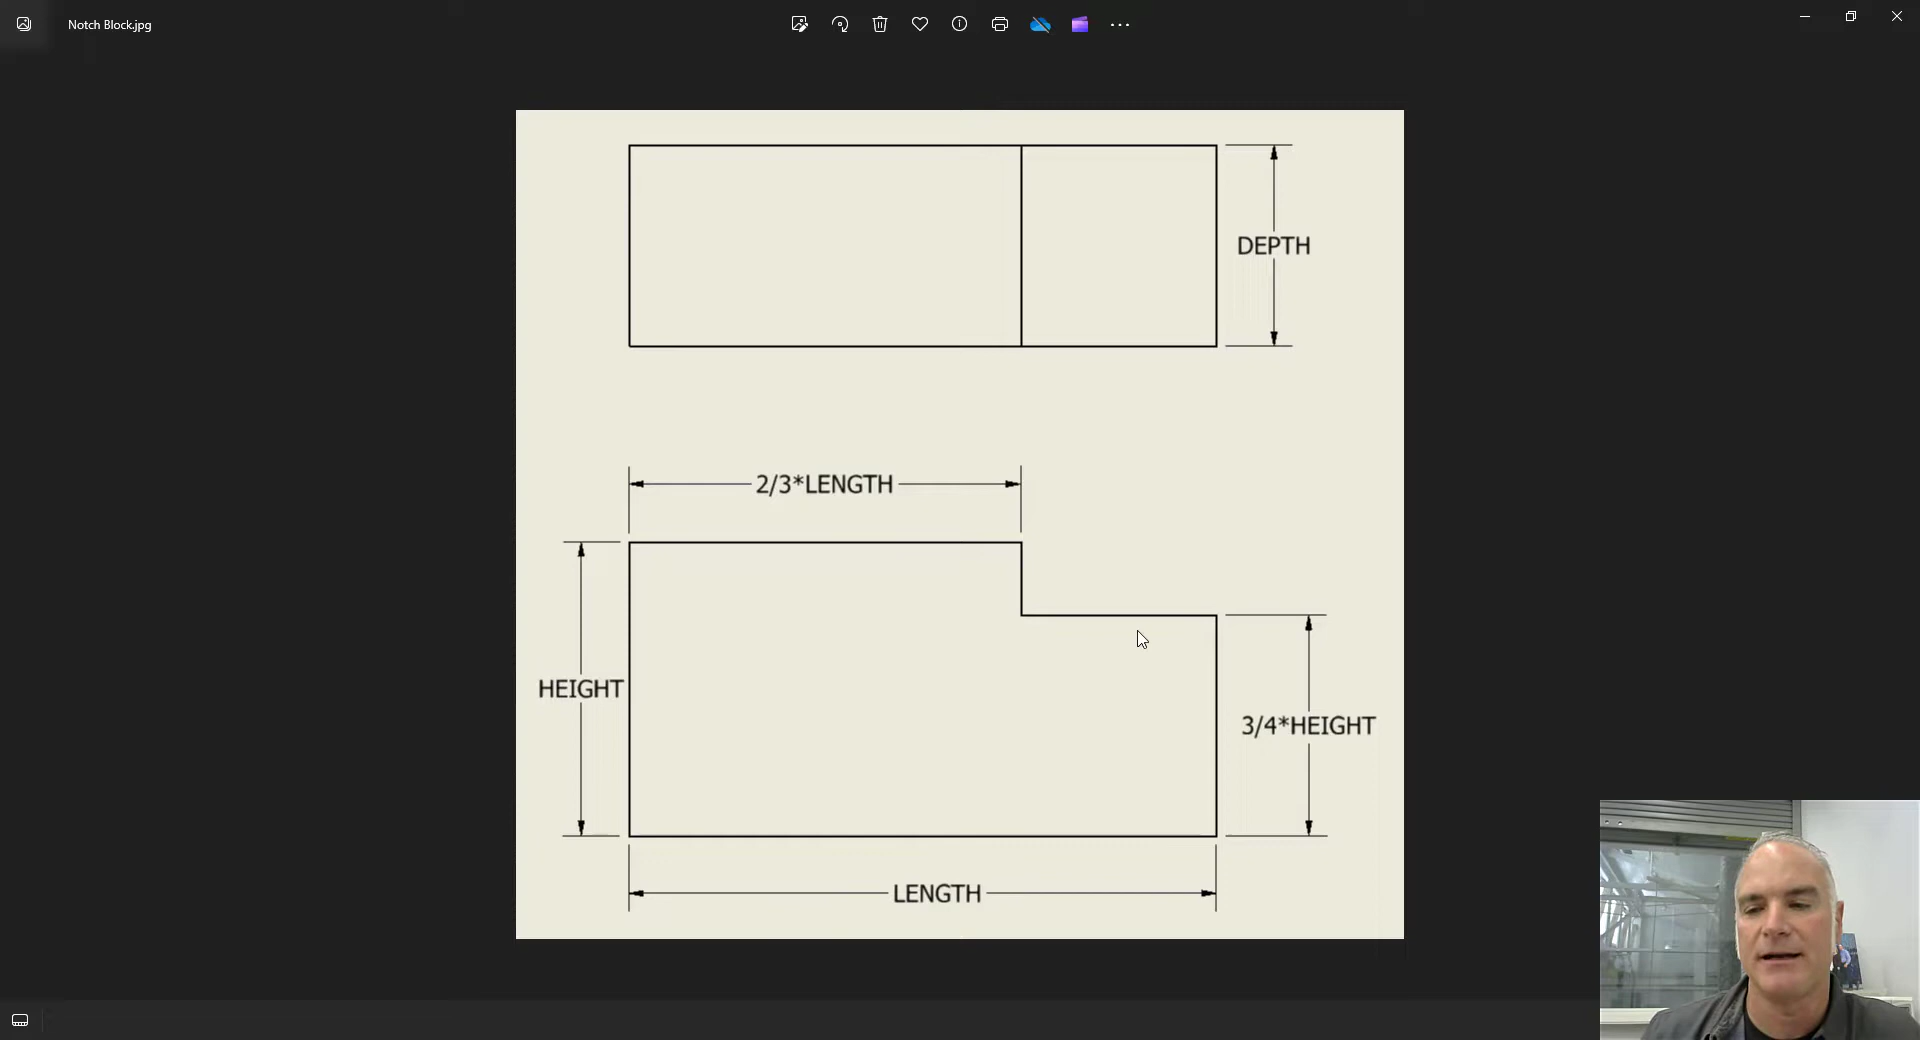 Notch Block.jpg
DEPTH
2/3*LENGTH
HEIGHT
3/4*HEIGHT
LENGTH